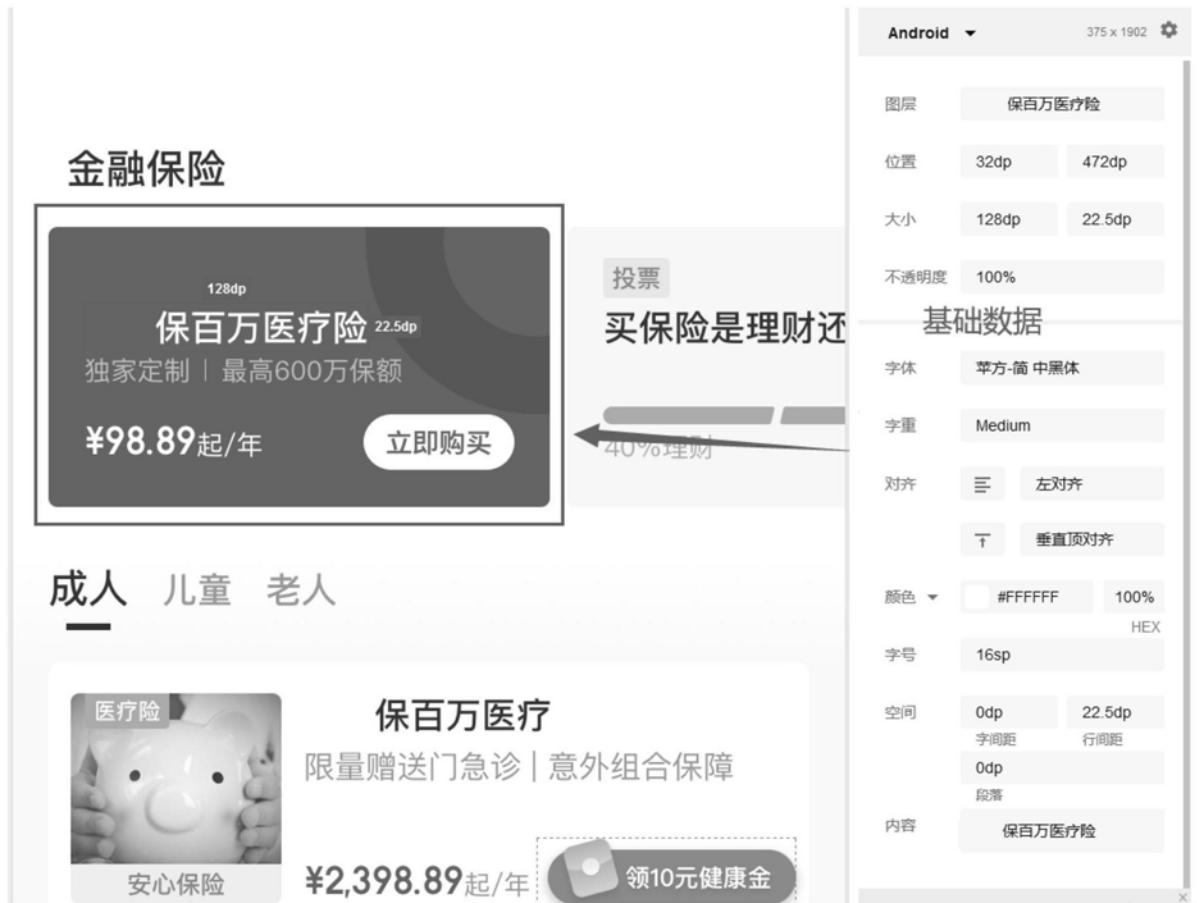 金融保险
128dp
保百万医疗险 22.5dp
独家定制 | 最高600万保额
¥98.89起/年
立即购买
投票
买保险是理财还
40%理财
成人 儿童 老人
医疗险
安心保险
保百万医疗
限量赠送门急诊 | 意外组合保障
¥2,398.89起/年
领10元健康金
Android 375 x 1902
图层 保百万医疗险
位置 32dp 472dp
大小 128dp 22.5dp
不透明度 100%
基础数据
字体 苹方-简 中黑体
字重 Medium
对齐 左对齐
垂直顶对齐
颜色 #FFFFFF 100%
HEX
字号 16sp
空间 0dp 22.5dp
字间距 行间距
0dp
段落
内容 保百万医疗险